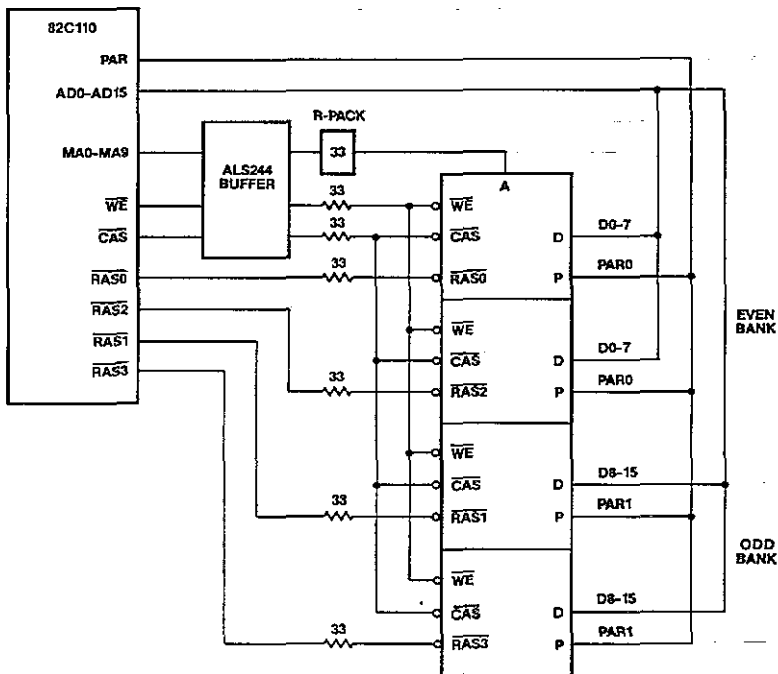 82C110
PAR
AD0-AD15
MA0-MA9
WE
CAS
RAS0
RAS2
RAS1
RAS3
ALS244
BUFFER
R-PACK
33
33
33
33
33
33
33
A
WE
CAS
RAS0
D
P
D0-7
PAR0
WE
CAS
RAS2
D
P
D0-7
PAR0
EVEN
BANK
WE
CAS
RAS1
D
P
D8-15
PAR1
WE
CAS
RAS3
D
P
D8-15
PAR1
ODD
BANK